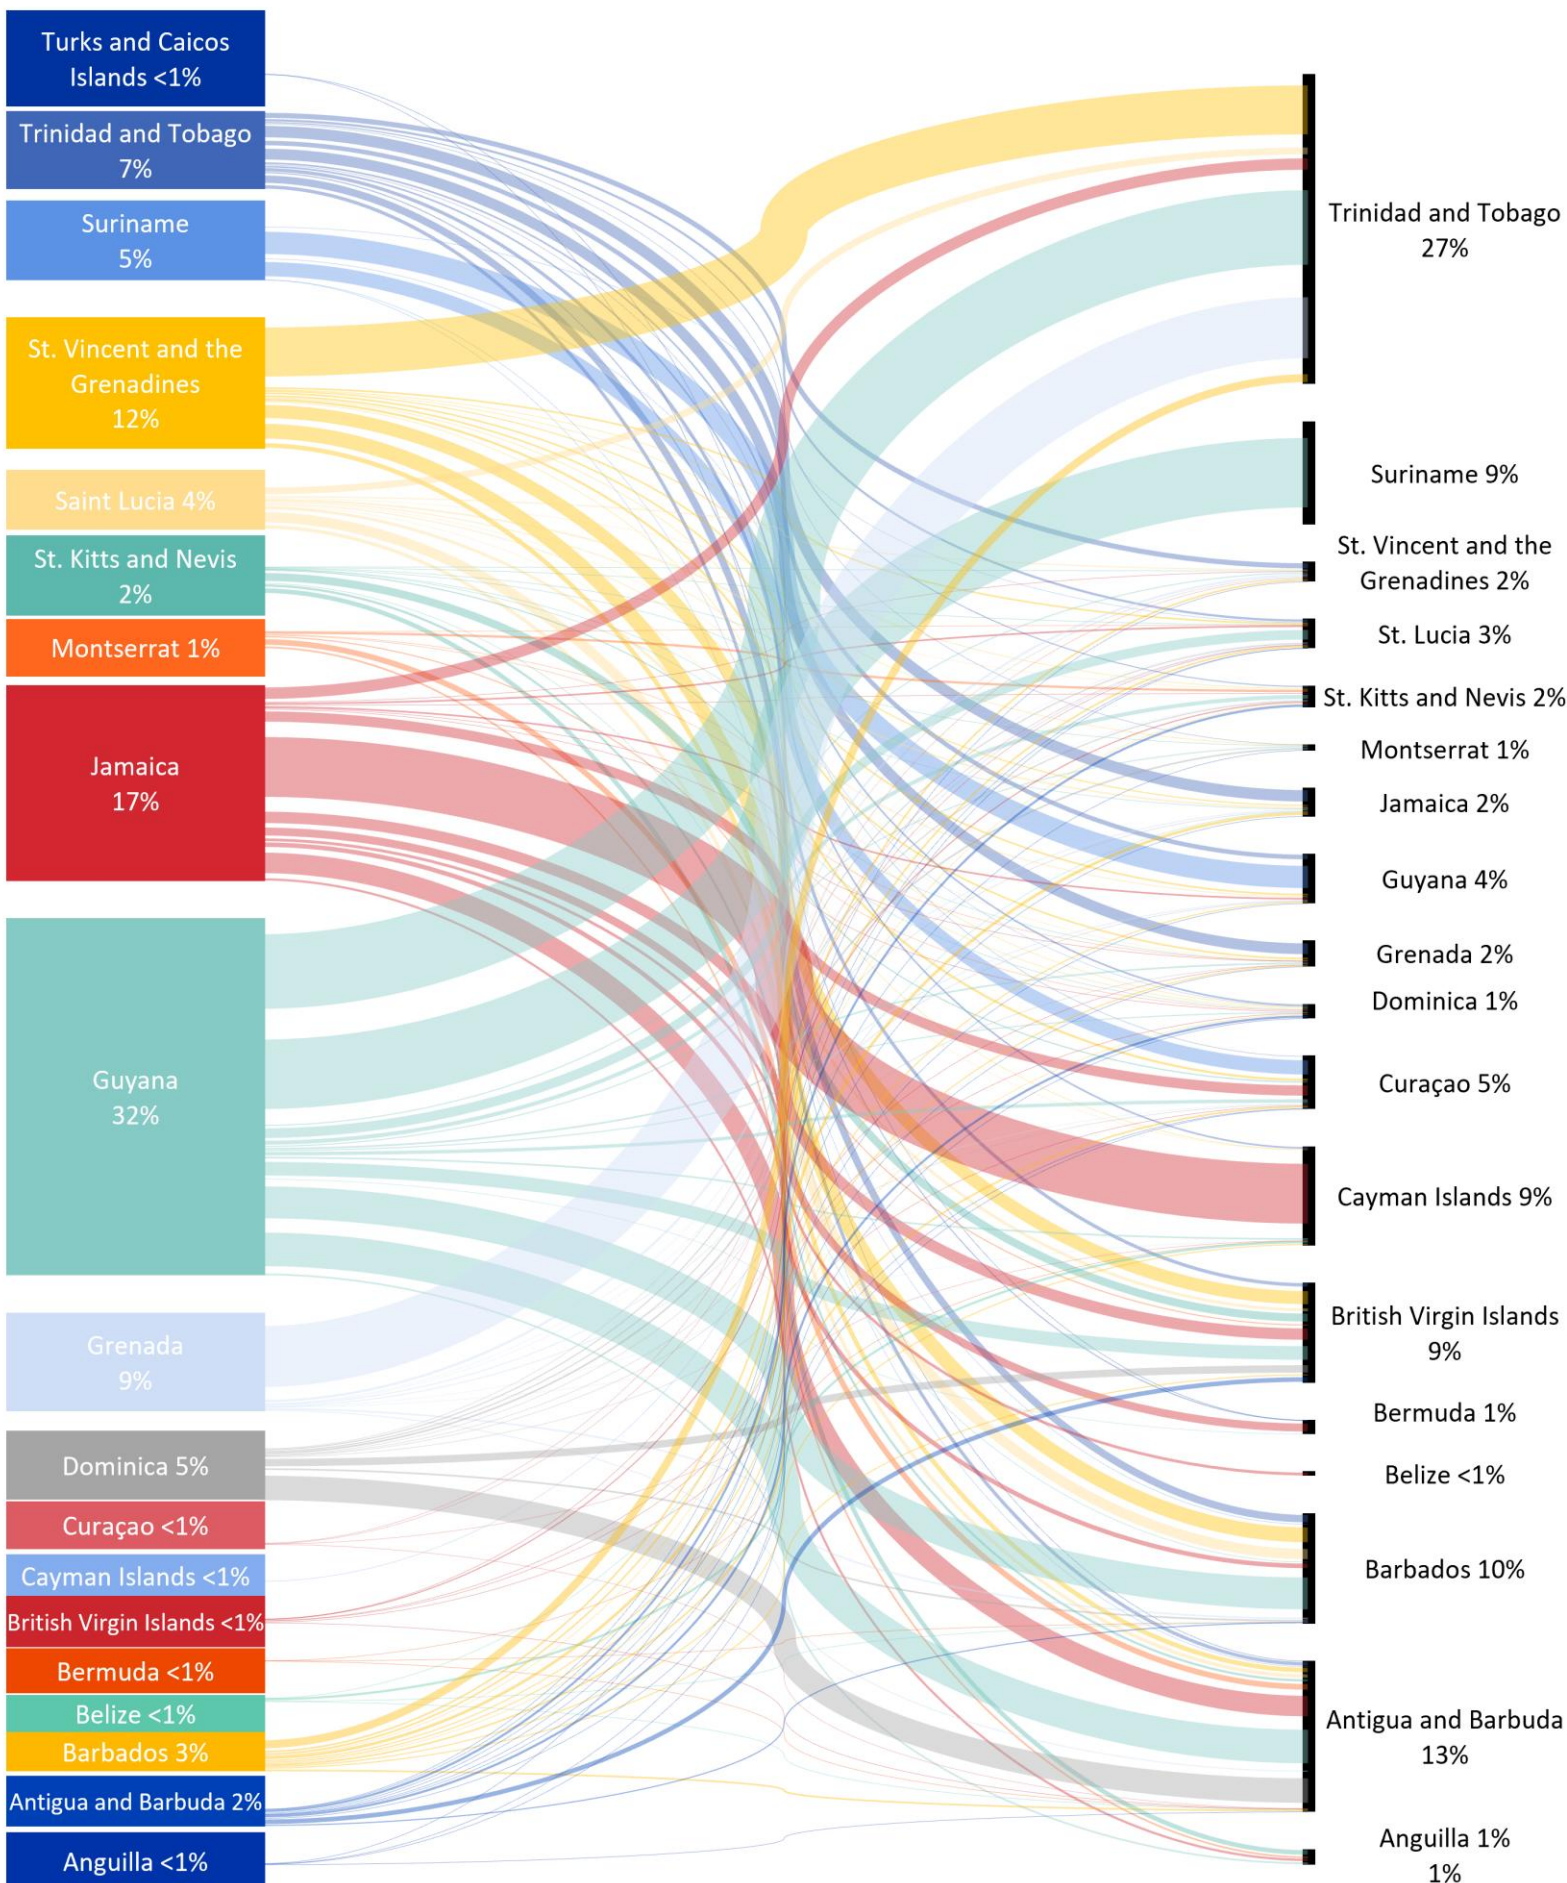 Turks and Caicos
Islands <1%
Trinidad and Tobago
7%
Suriname
5%
St. Vincent and the
Grenadines
12%
Saint Lucia 4%
St. Kitts and Nevis
2%
Montserrat 1%
Jamaica
17%
Guyana
32%
Grenada
9%
Dominica 5%
Curaçao <1%
Cayman Islands <1%
British Virgin Islands <1%
Bermuda <1%
Belize <1%
Barbados 3%
Antigua and Barbuda 2%
Anguilla <1%
Trinidad and Tobago
27%
Suriname 9%
St. Vincent and the
Grenadines 2%
St. Lucia 3%
St. Kitts and Nevis 2%
Montserrat 1%
Jamaica 2%
Guyana 4%
Grenada 2%
Dominica 1%
Curaçao 5%
Cayman Islands 9%
British Virgin Islands
9%
Bermuda 1%
Belize <1%
Barbados 10%
Antigua and Barbuda
13%
Anguilla 1%
1%